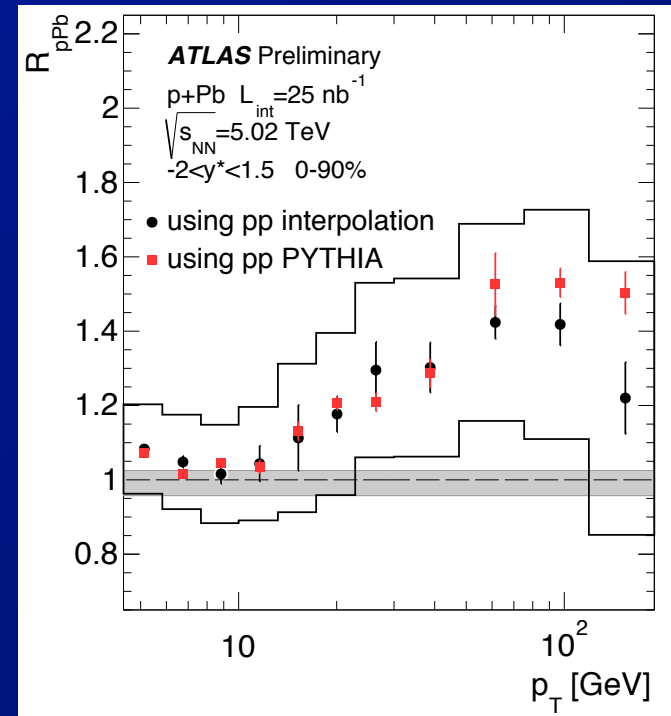 R_pPb
2.2
2
1.8
1.6
1.4
1.2
1
0.8
ATLAS Preliminary
p+Pb L_int=25 nb^-1
√s_NN=5.02 TeV
-2<y*<1.5 0-90%
using pp interpolation
using pp PYTHIA
10
10^2
p_T [GeV]